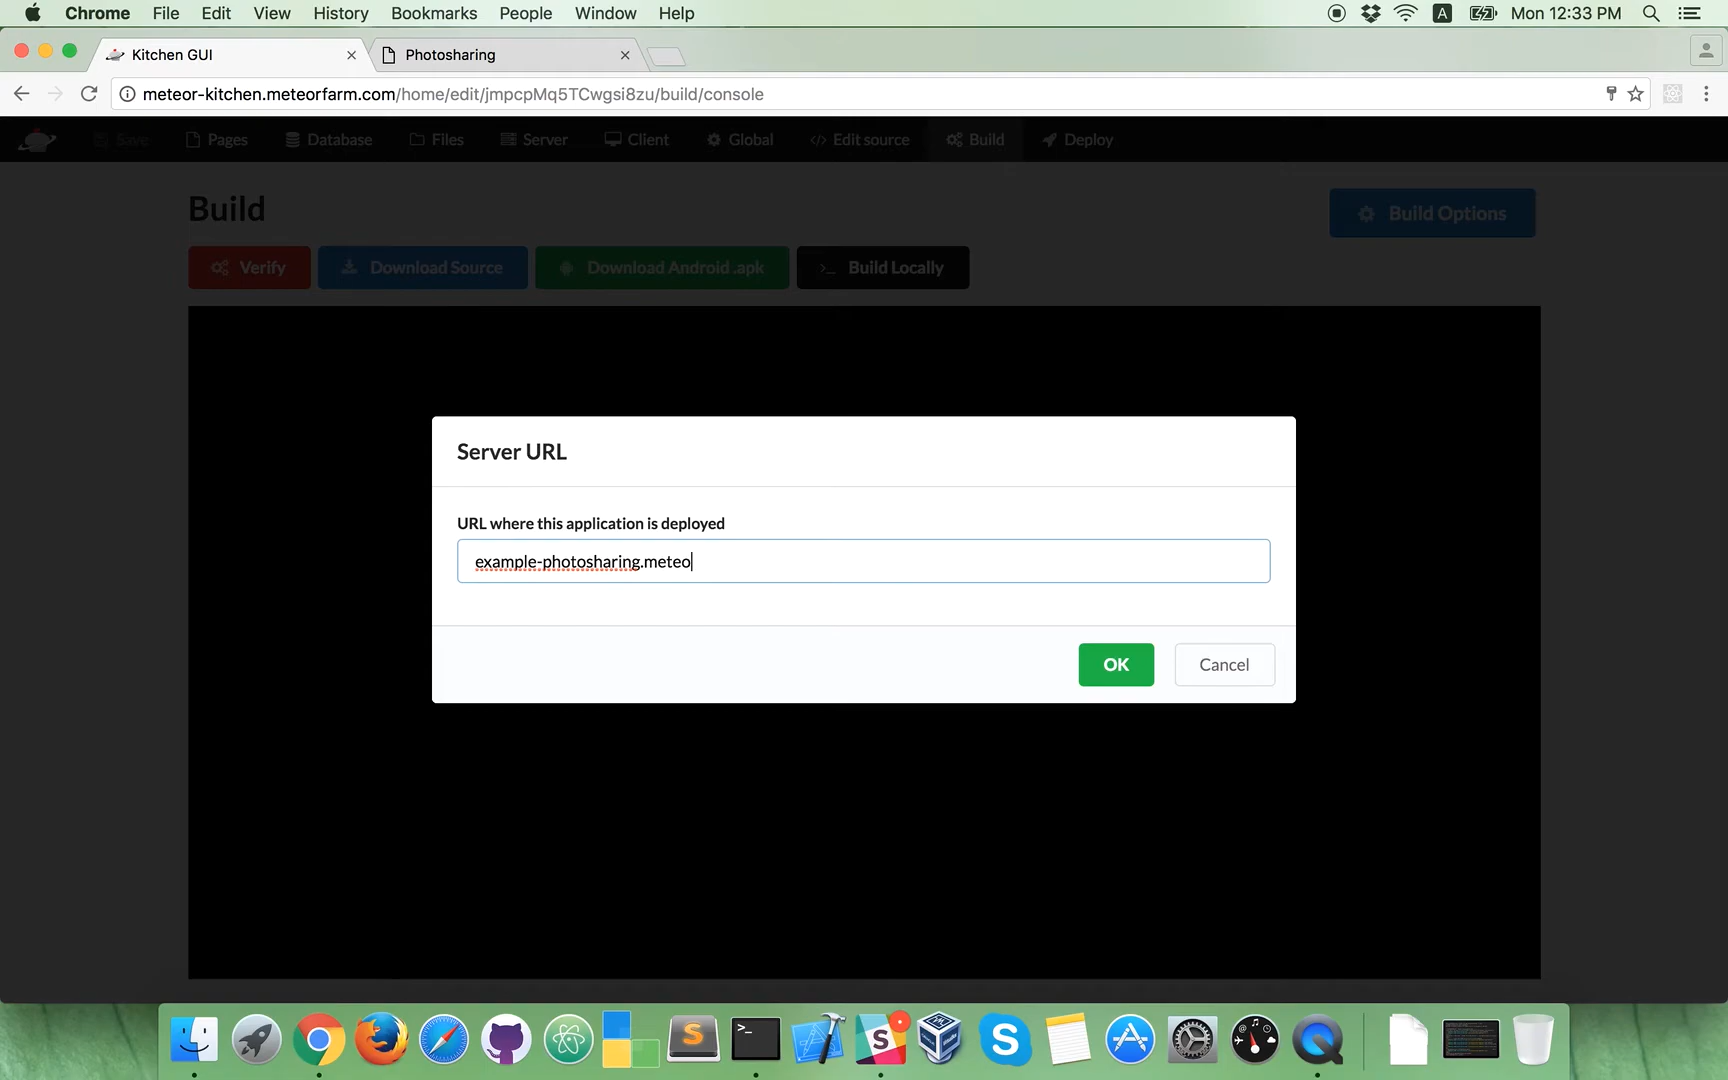 Chrome File Edit View History Bookmarks People Window Help
A Mon 12:33 PM
Kitchen GUI
Photosharing
meteor-kitchen.meteorfarm.com/home/edit/jmpcpMq5TCwgsi8zu/build/console
Save Pages Database Files Server Client Global Edit source Build Deploy
Build
Build Options
Verify Download Source Download Android .apk Build Locally
Server URL
URL where this application is deployed
example-photosharing.meteo
OK Cancel